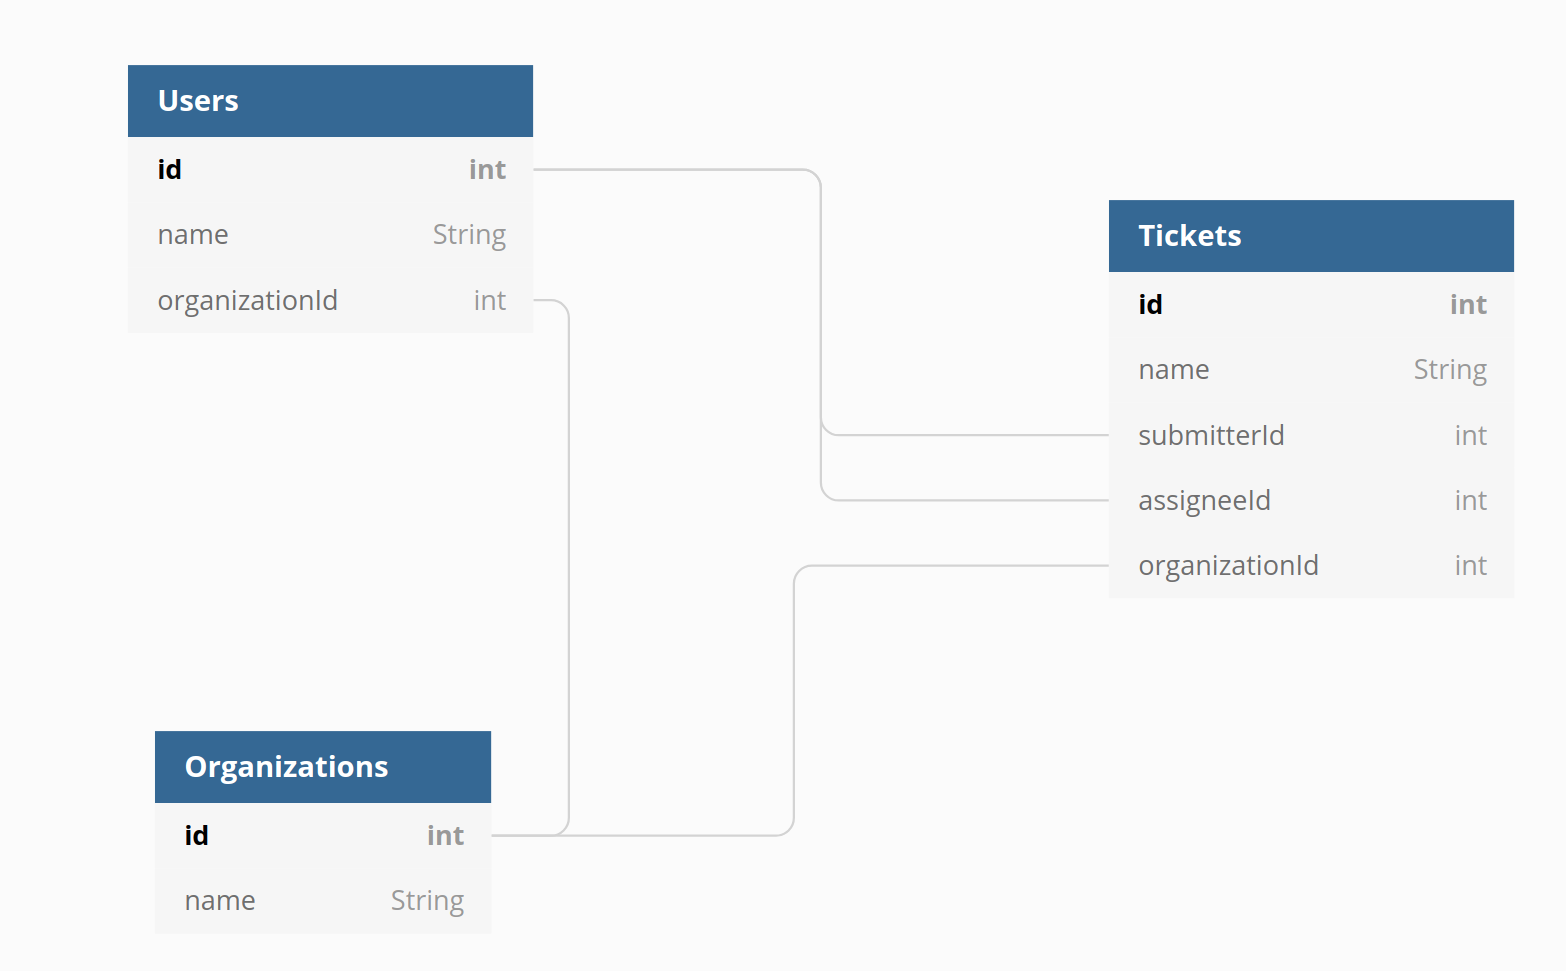 Users
id int
name String
organizationId int
Tickets
id int
name String
submitterId int
assigneeId int
organizationId int
Organizations
id int
name String